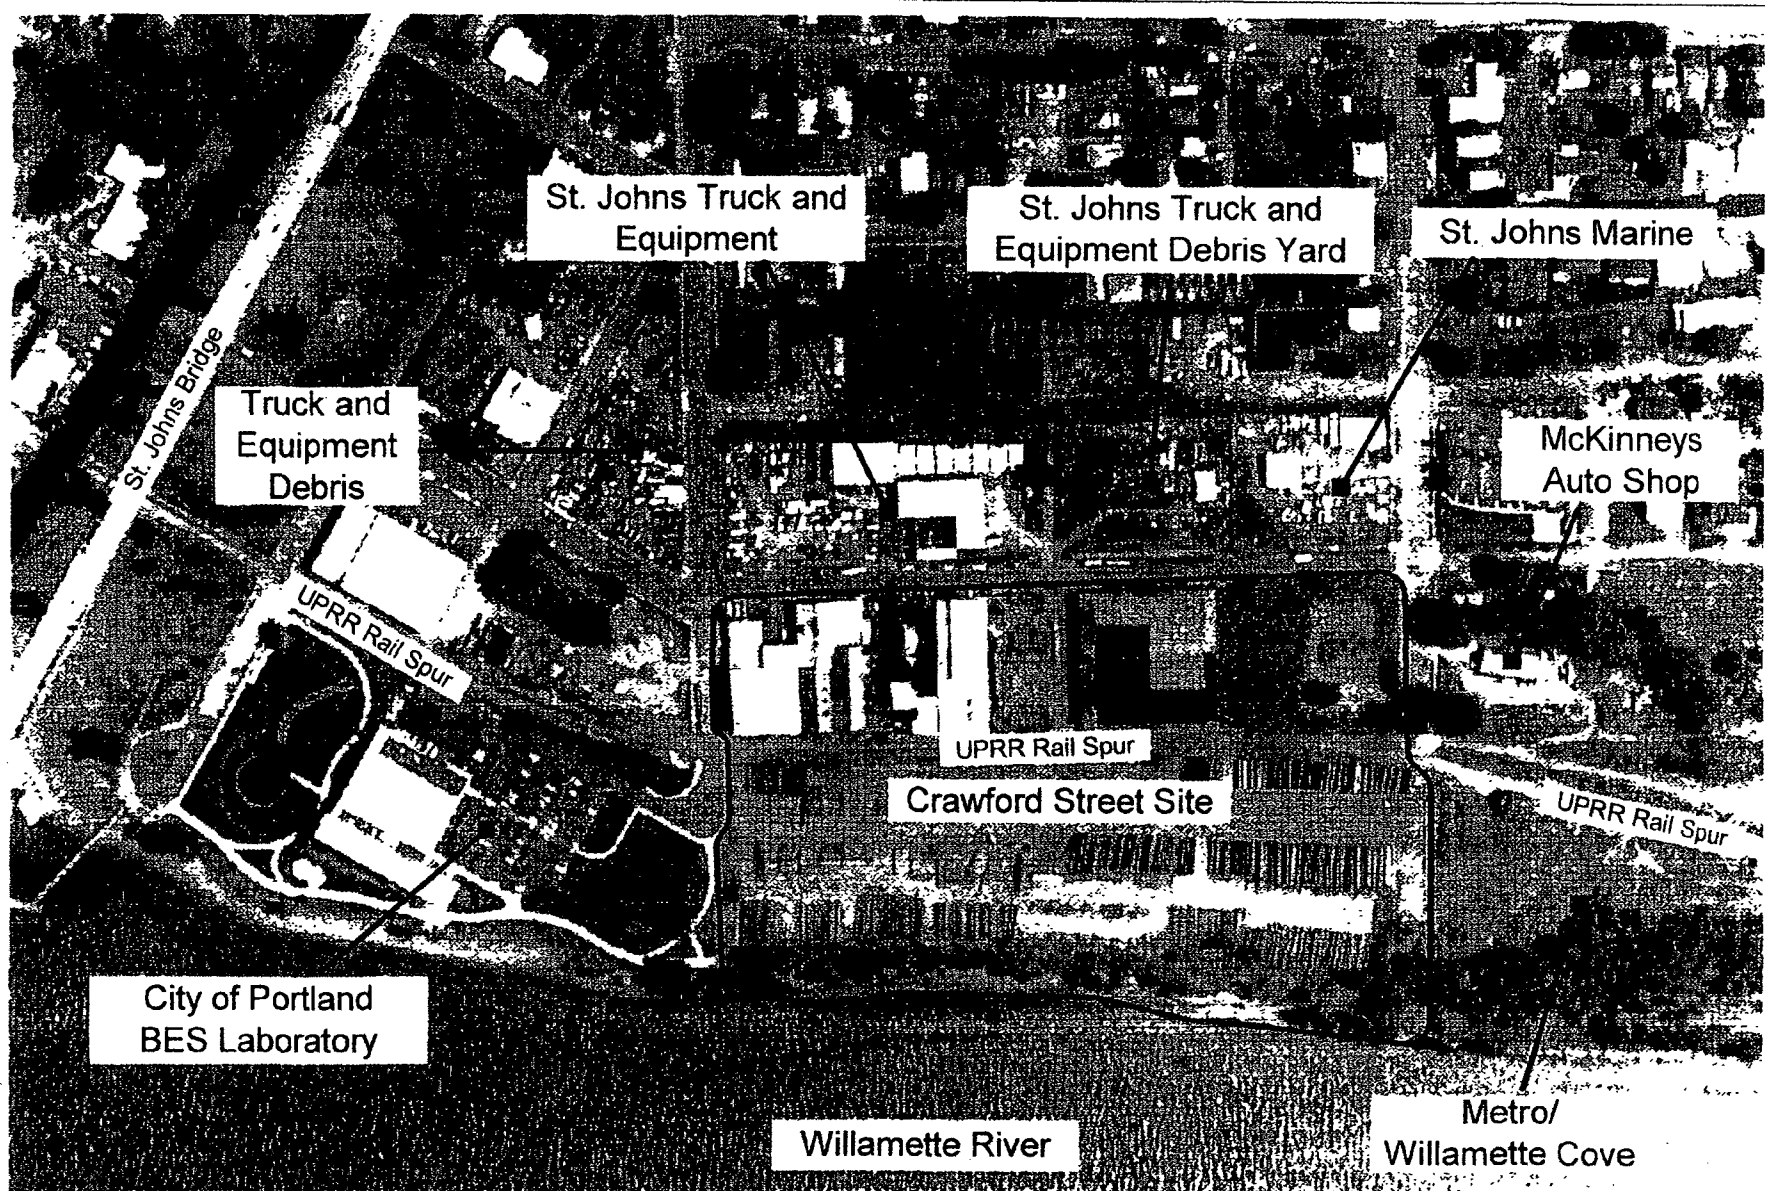 St. Johns Truck and
Equipment
St. Johns Truck and
Equipment Debris Yard
St. Johns Marine
St. Johns Bridge
Truck and
Equipment
Debris
McKinneys
Auto Shop
UPRR Rail Spur
UPRR Rail Spur
Crawford Street Site
UPRR Rail Spur
City of Portland
BES Laboratory
Willamette River
Metro/
Willamette Cove